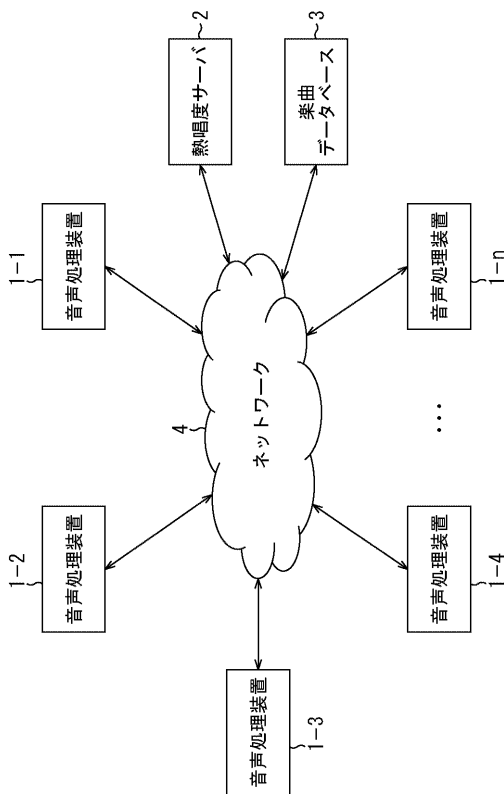 1-2
音声処理装置
1-1
音声処理装置
2
熱唱度サーバ
1-3
音声処理装置
4
ネットワーク
3
楽曲
データベース
1-4
音声処理装置
...
1-n
音声処理装置